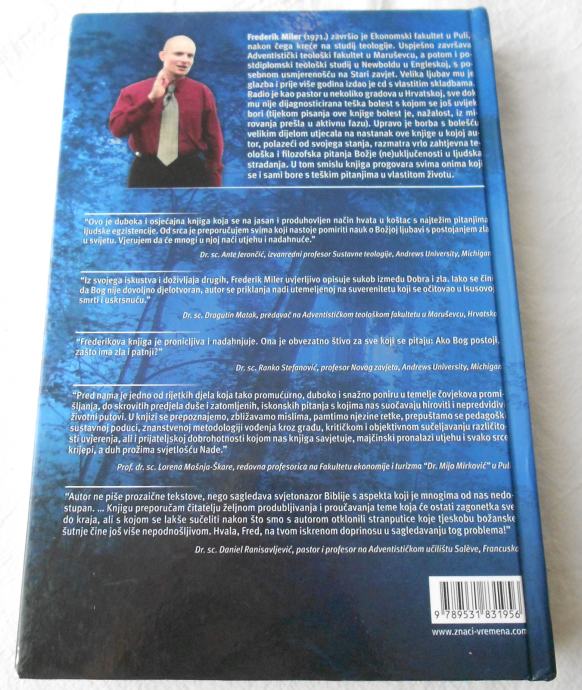 Frederik Miler (1971.) završio je Ekonomski fakultet u Puli,
nakon čega kreće na studij teologije. Uspješno završava
Adventistički teološki fakultet u Maruševcu, a potom i po-
stdiplomski teološki studij u Newboldu u Engleskoj, s po-
sebnom usmjerenošću na Stari zavjet. Velika ljubav mu je
glazba i prije više godina izdao je cd s vlastitim skladbama.
Radio je kao pastor u nekoliko gradova u Hrvatskoj, sve dok
mu nije dijagnosticirana teška bolest s kojom se još uvijek
bori (tijekom pisanja ove knjige bolest je, nažalost, iz mi-
rovanja prešla u aktivnu fazu). Upravo je borba s bolešću
velikim dijelom utjecala na nastanak ove knjige u kojoj au-
tor, polazeći od svojega stanja, razmatra vrlo zahtjevna te-
ološka i filozofska pitanja Božje (ne)uključenosti u ljudska
stradanja. U tom smislu knjiga progovara svima onima koji
se i sami bore s teškim pitanjima u vlastitom životu.
"Ovo je duboka i osjećajna knjiga koja se na jasan i produhovljen način hvata u koštac s najtežim pitanjima
ljudske egzistencije. Od srca je preporučujem svima koji nastoje pomiriti nauk o Božjoj ljubavi s postojanjem zla
u svijetu. Vjerujem da će mnogi u njoj naći utjehu i nadahnuće."
Dr. sc. Ante Jerončić, izvanredni profesor Sustavne teologije, Andrews University, Michigan
"Iz svojega iskustva i doživljaja drugih, Frederik Miler uvjerljivo opisuje sukob između Dobra i zla. Iako se čini
da Bog nije dovoljno djelotvoran, autor se priklanja nadi utemeljenoj na suverenitetu koji se očitovao u Isusovoj
smrti i uskrsnuću."
Dr. sc. Dragutin Matak, predavač na Adventističkom teološkom fakultetu u Maruševcu, Hrvatska
"Frederikova knjiga je pronicljiva i nadahnjuje. Ona je obvezatno štivo za sve koji se pitaju: Ako Bog postoji,
zašto ima zla i patnji?"
Dr. sc. Ranko Stefanović, profesor Novog zavjeta, Andrews University, Michigan
"Pred nama je jedno od rijetkih djela koja tako promućurno, duboko i snažno poniru u temelje čovjekova promi-
šljanja, do skrovitih predjela duše i zatomljenih, iskonskih pitanja s kojima nas suočavaju hiroviti i nepredvidivi
životni putovi. U knjizi se prepoznajemo, zbližavamo mislima, pamtimo njezine retke, prepuštamo se pedagoški
sustavnoj poduci, znanstvenoj metodologiji vođenja kroz građu, kritičkom i objektivnom sučeljavanju različito-
sti uvjerenja, ali i prijateljskoj dobrohotnosti kojom nas knjiga savjetuje, majčinski pronalazi utjehu i svako srce
krijepi, a duh prožima svjetlošću Nade."
Prof. dr. sc. Lorena Mošnja-Škare, redovna profesorica na Fakultetu ekonomije i turizma "Dr. Mijo Mirković" u Puli
"Autor ne piše prozaične tekstove, nego sagledava svjetonazor Biblije s aspekta koji je mnogima od nas nedo-
stupan. ... Knjigu preporučam čitatelju željnom produbljivanja i proučavanja teme koja će ostati zagonetka sve
do kraja, ali s kojom se lakše sučeliti nakon što smo s autorom otklonili stranputice koje tjeskobu božanske
šutnje čine još više nepodnošljivom. Hvala, Fred, na tvom iskrenom doprinosu u sagledavanju tog problema!"
Dr. sc. Daniel Ranisavljević, pastor i profesor na Adventističkom učilištu Salève, Francuska
9 789531 831956
www.znaci-vremena.com